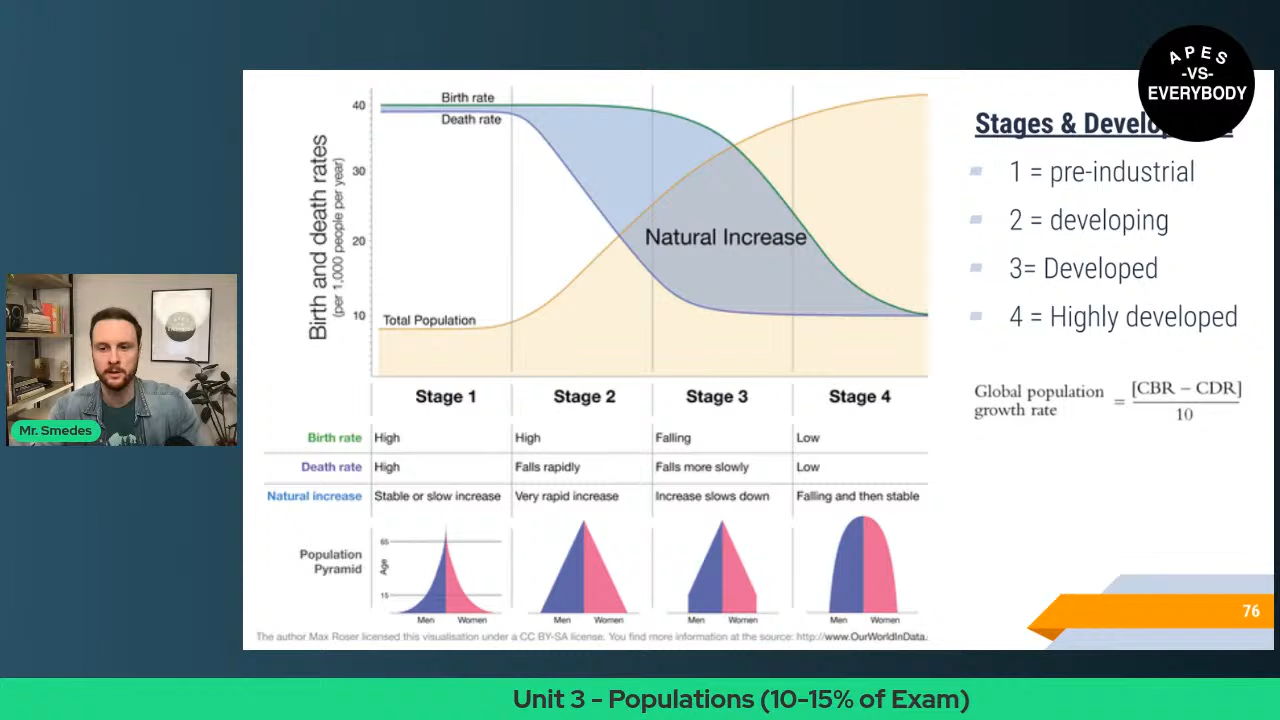 APES
-VS-
EVERYBODY
Birth rate
Death rate
40
30
20
10
Birth and death rates
(per 1,000 people per year)
Natural Increase
Total Population
Stage 1
Stage 2
Stage 3
Stage 4
Birth rate
High
High
Falling
Low
Death rate
High
Falls rapidly
Falls more slowly
Low
Natural increase
Stable or slow increase
Very rapid increase
Increase slows down
Falling and then stable
Population
Pyramid
65
Age
15
Men
Women
Men
Women
Men
Women
Men
Women
The author Max Roser licensed this visualisation under a CC BY-SA license. You find more information at the source: http://www.OurWorldInData.
Stages &
1 = pre-industrial
2 = developing
3= Developed
4 = Highly developed
Global population
growth rate
= [CBR − CDR]
10
76
Mr. Smedes
Unit 3 - Populations (10-15% of Exam)